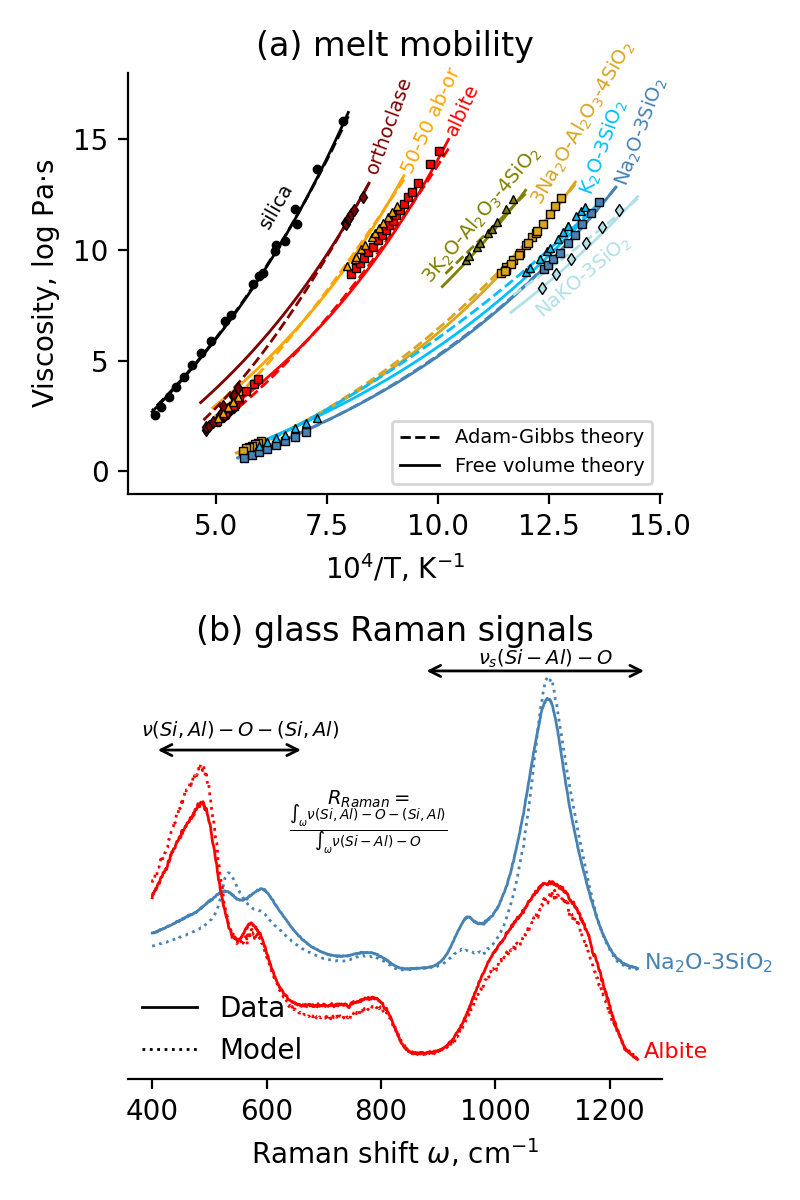 (a) melt mobility
Viscosity, log Pa·s
15
10
5
0
silica
orthoclase
50-50 ab-or
albite
3K₂O-Al₂O₃-4SiO₂
3Na₂O-Al₂O₃-4SiO₂
K₂O-3SiO₂
Na₂O-3SiO₂
NaKO-3SiO₂
Adam-Gibbs theory
Free volume theory
5.0 7.5 10.0 12.5 15.0
10⁴/T, K⁻¹
(b) glass Raman signals
νₛ(Si − Al) − O
ν(Si, Al) − O − (Si, Al)
R_Raman =
∫_ω ν(Si, Al) − O − (Si, Al)
∫_ω ν(Si − Al) − O
Na₂O-3SiO₂
Data
Model
Albite
400 600 800 1000 1200
Raman shift ω, cm⁻¹